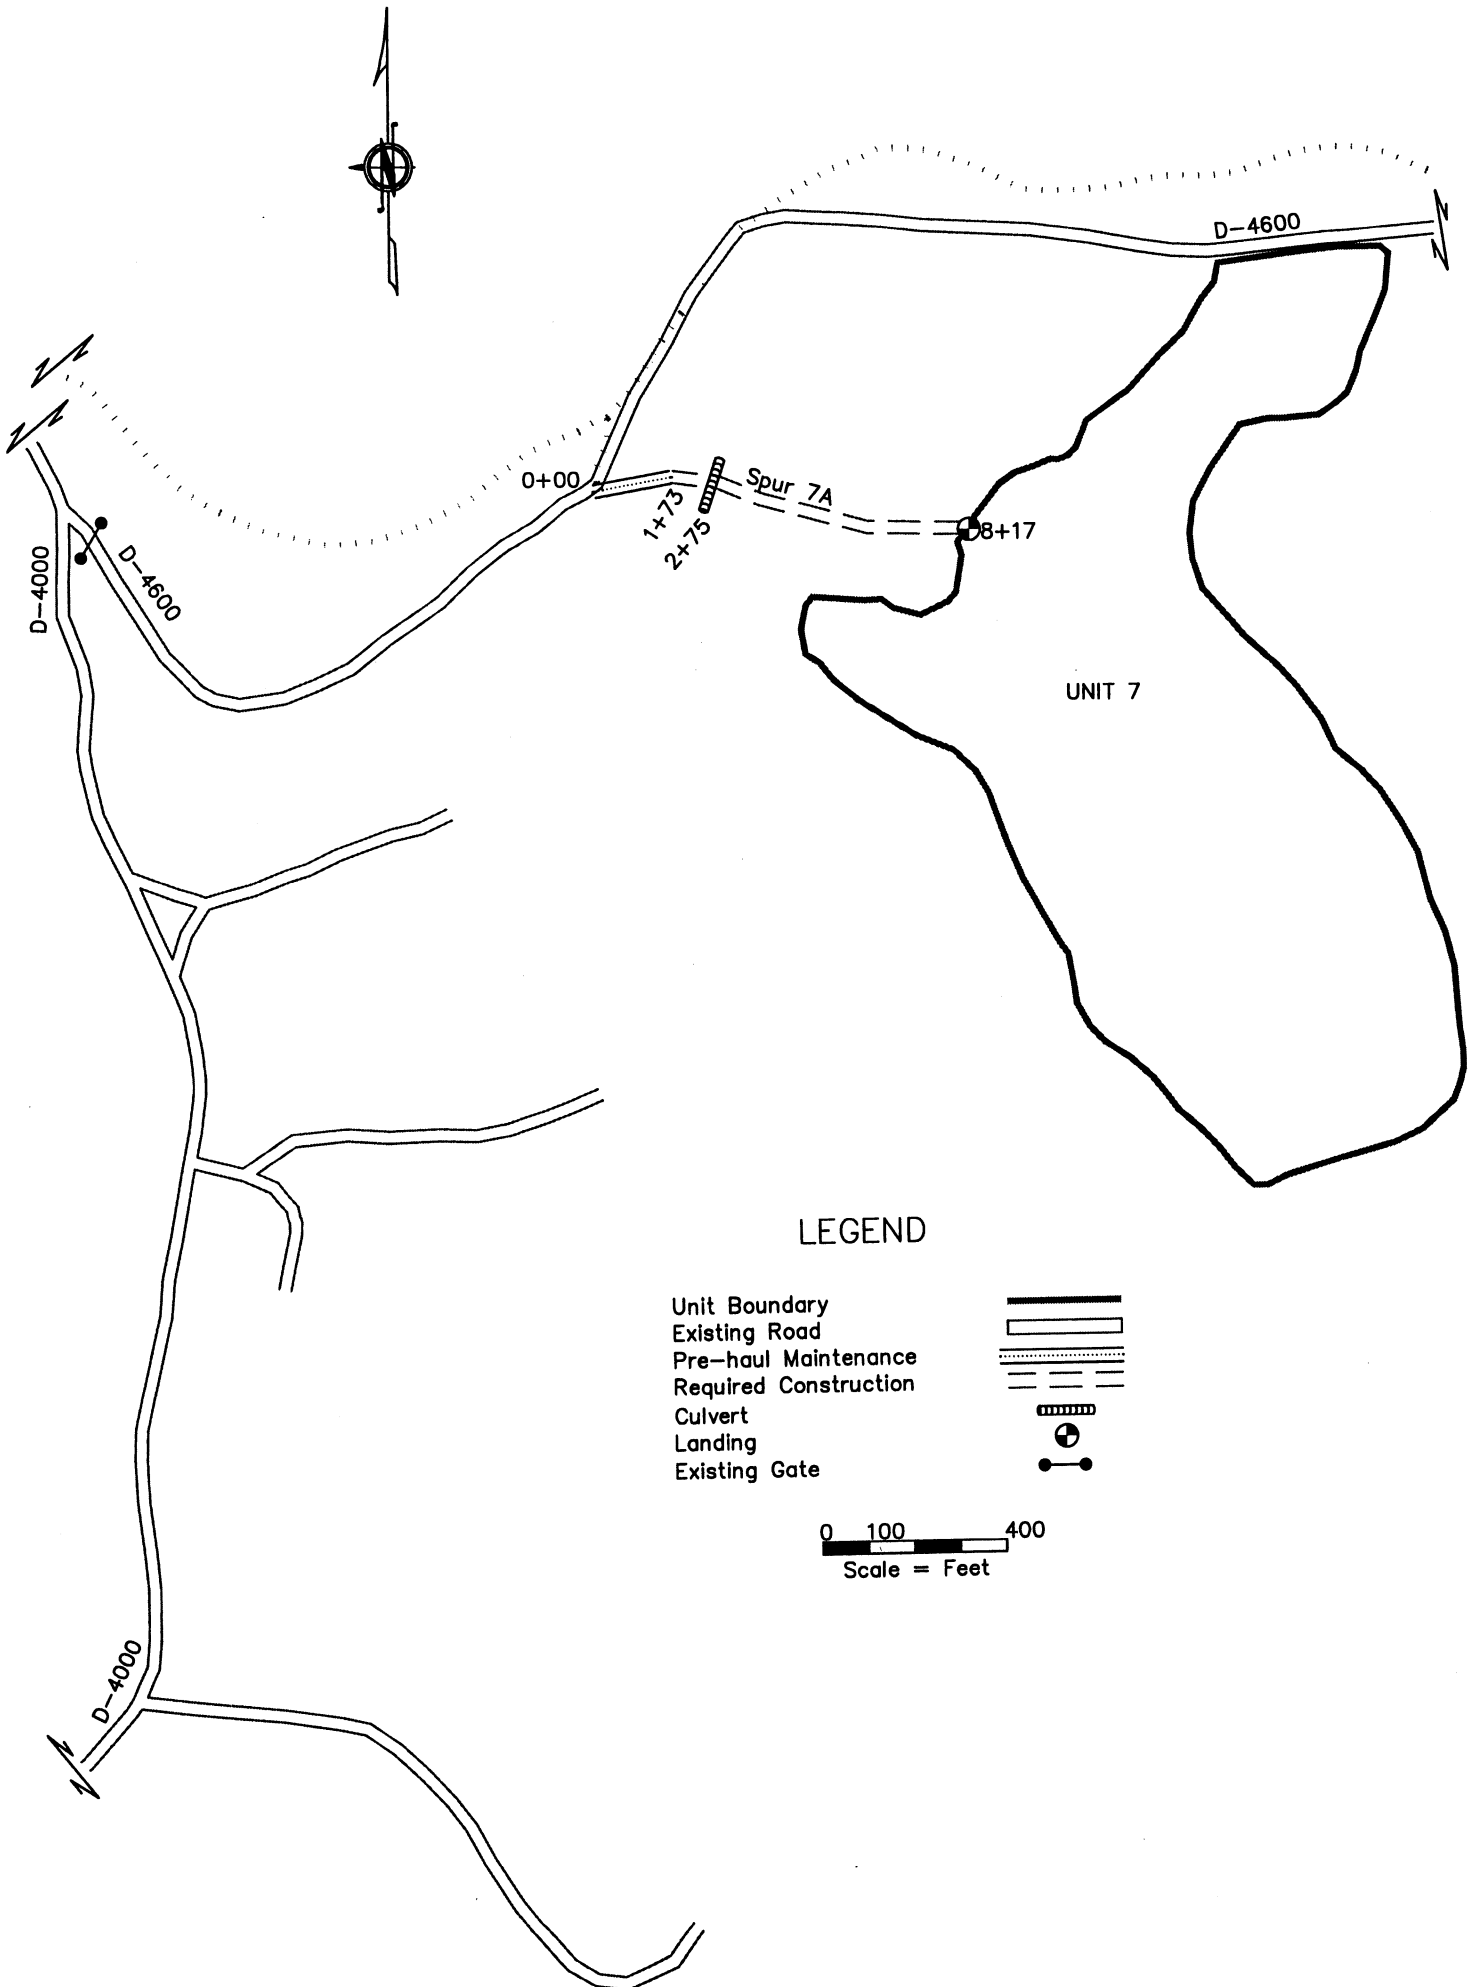 D-4600
Spur 7A
0+00
1+73
2+75
8+17
D-4000
D-4600
UNIT 7
LEGEND
Unit Boundary
Existing Road
Pre-haul Maintenance
Required Construction
Culvert
Landing
Existing Gate
0 100 400
Scale = Feet
D-4000